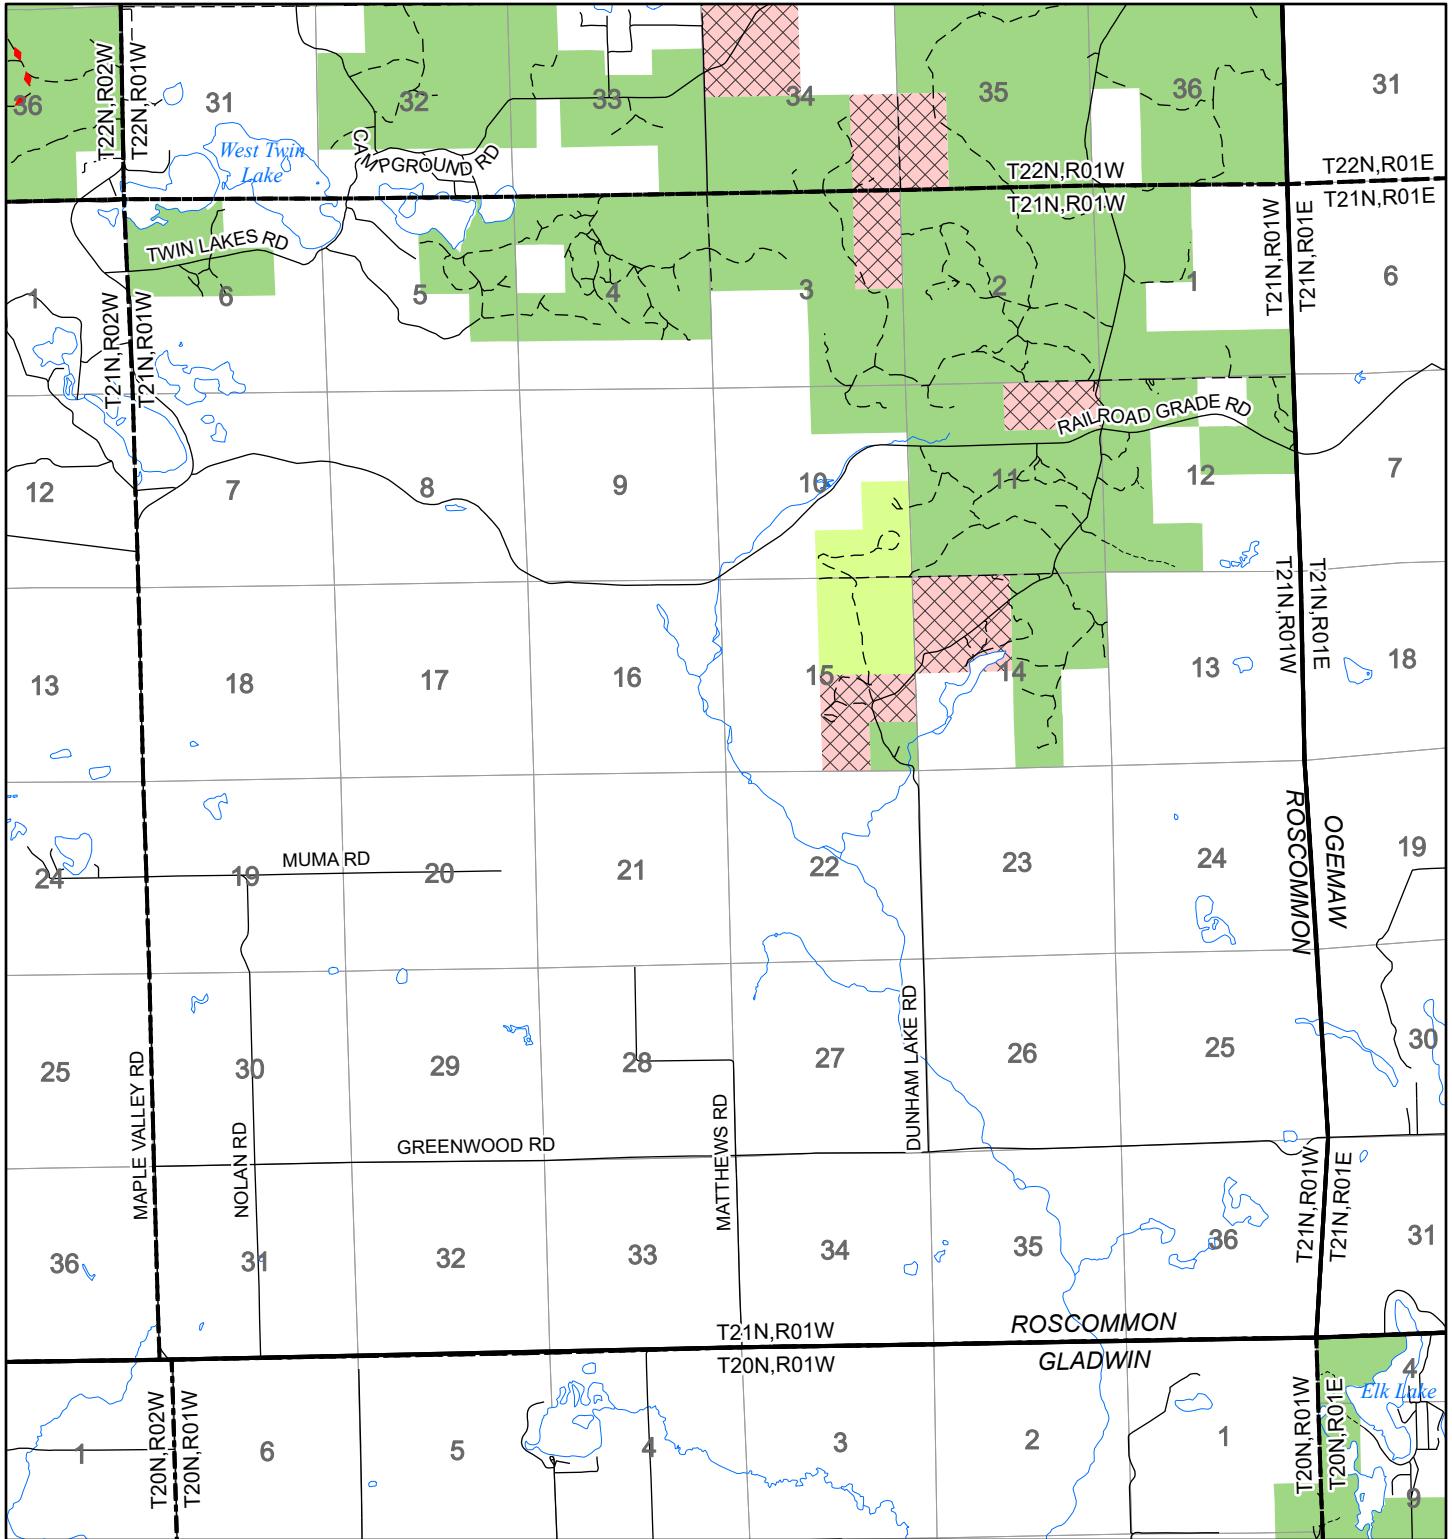 T22N,R02W
T22N,R01W
36
31
32
33
34
35
36
31
West Twin
Lake
CAMPGROUND RD
T22N,R01W
T21N,R01W
T22N,R01E
T21N,R01E
TWIN LAKES RD
T21N,R01W
T21N,R01E
1
6
5
4
3
2
1
6
T21N,R02W
T21N,R01W
RAILROAD GRADE RD
12
7
8
9
10
11
12
7
T21N,R01W
T21N,R01E
13
18
17
16
15
14
13
18
ROSCOMMON
OGEMAW
MUMA RD
24
19
20
21
22
23
24
19
DUNHAM LAKE RD
25
30
29
28
27
26
25
30
MAPLE VALLEY RD
NOLAN RD
GREENWOOD RD
MATTHEWS RD
T21N,R01W
T21N,R01E
36
31
32
33
34
35
36
31
T21N,R01W
T20N,R01W
ROSCOMMON
GLADWIN
T20N,R02W
T20N,R01W
T20N,R01W
T20N,R01E
Elk Lake
4
1
6
5
4
3
2
1
9